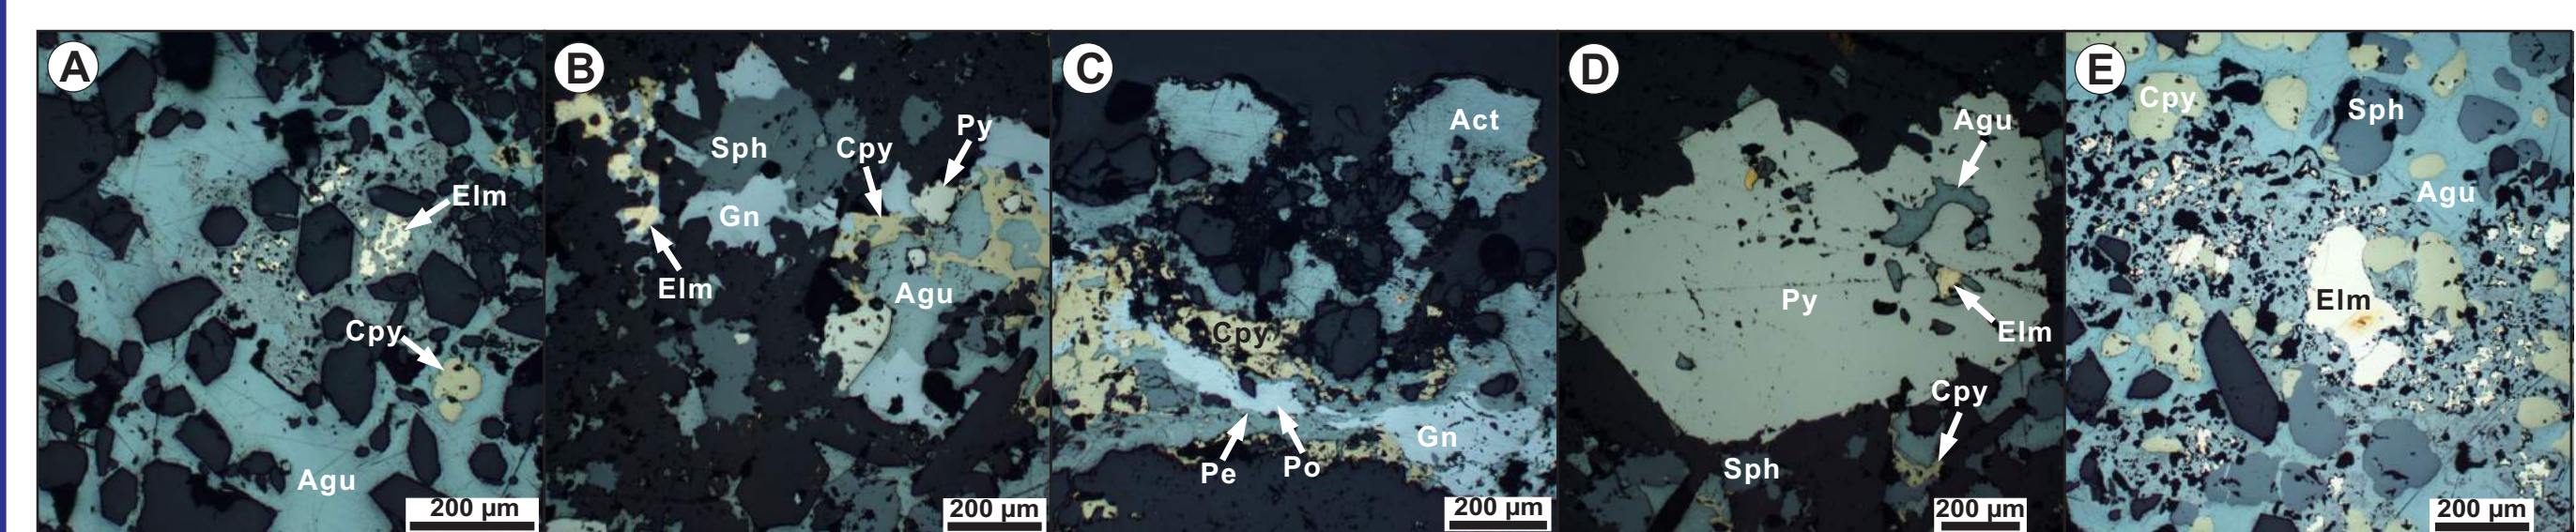 A
Elm
Cpy
Agu
200 µm
B
Sph
Cpy
Py
Gn
Elm
Agu
200 µm
C
Act
Cpy
Pe
Po
Gn
200 µm
D
Agu
Py
Elm
Cpy
Sph
200 µm
E
Cpy
Sph
Agu
Elm
200 µm